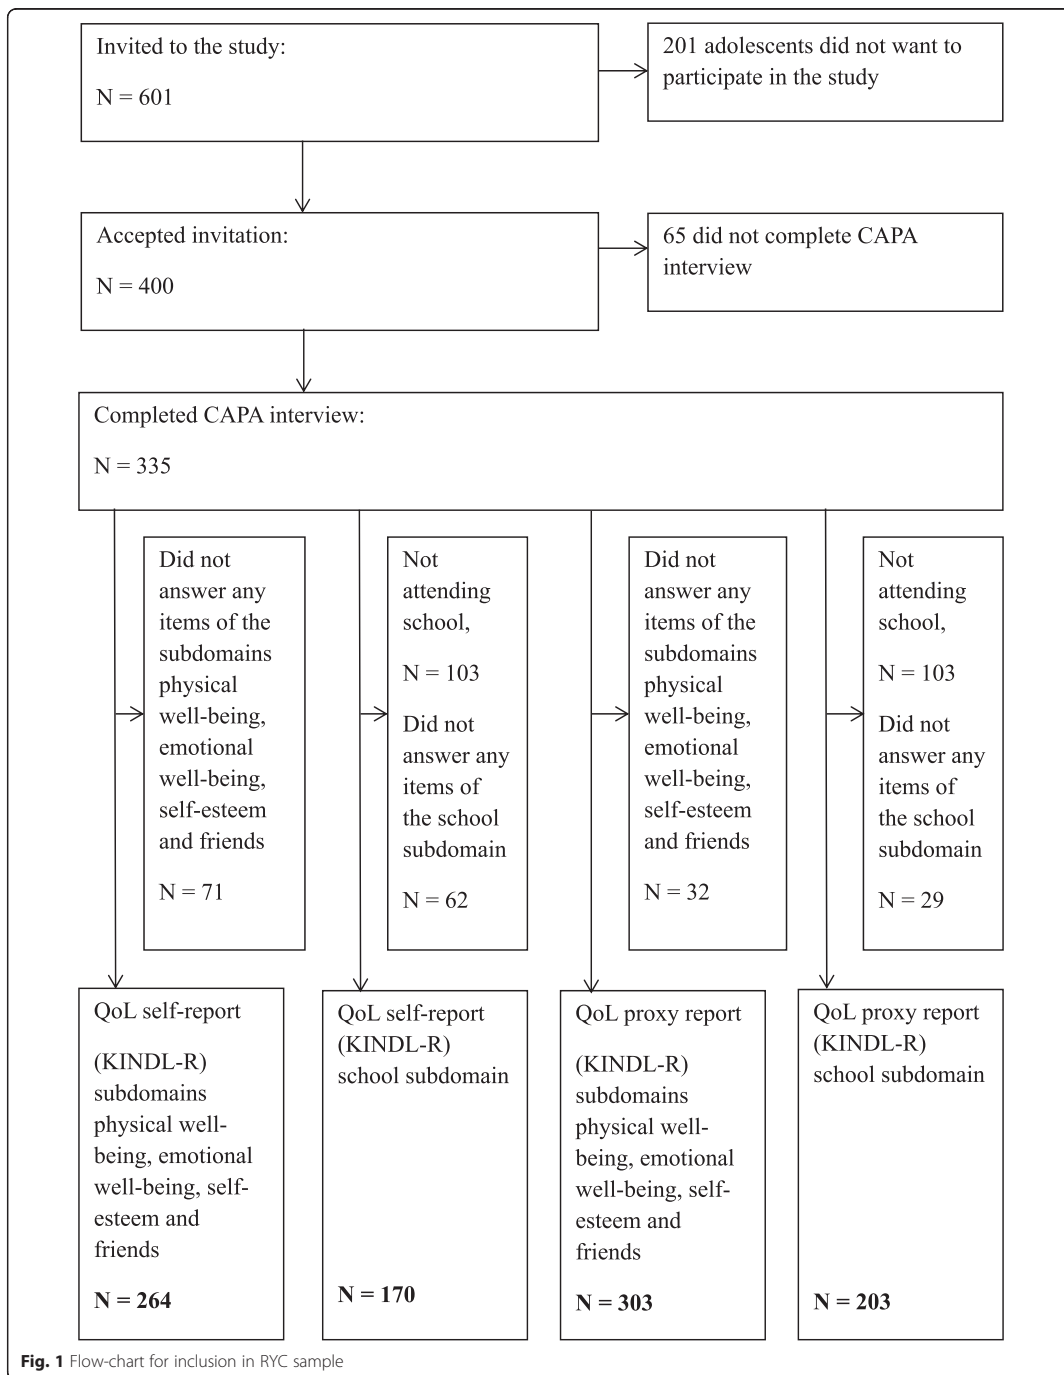 Invited to the study:
N = 601
201 adolescents did not want to
participate in the study
Accepted invitation:
N = 400
65 did not complete CAPA
interview
Completed CAPA interview:
N = 335
Did not
answer any
items of the
subdomains
physical
well-being,
emotional
well-being,
self-esteem
and friends
N = 71
Not
attending
school,
N = 103
Did not
answer any
items of
the school
subdomain
N = 62
Did not
answer any
items of the
subdomains
physical
well-being,
emotional
well-being,
self-esteem
and friends
N = 32
Not
attending
school,
N = 103
Did not
answer any
items of
the school
subdomain
N = 29
QoL self-report
(KINDL-R)
subdomains
physical well-
being, emotional
well-being, self-
esteem and
friends
N = 264
QoL self-report
(KINDL-R)
school subdomain
N = 170
QoL proxy report
(KINDL-R)
subdomains
physical well-
being, emotional
well-being, self-
esteem and
friends
N = 303
QoL proxy report
(KINDL-R)
school subdomain
N = 203
Fig. 1 Flow-chart for inclusion in RYC sample